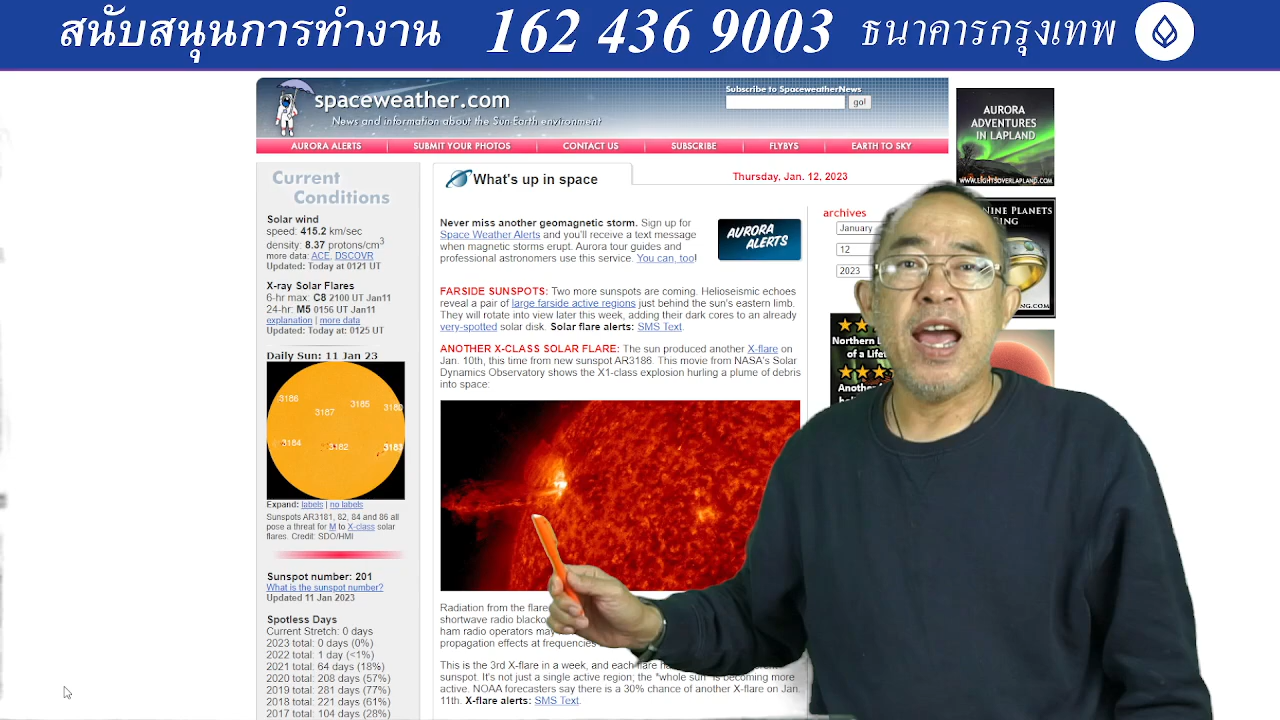 สนับสนุนการทำงาน 162 436 9003 ธนาคารกรุงเทพ
spaceweather.com
News and information about the Sun-Earth environment
Subscribe to SpaceweatherNews
go!
AURORA ALERTS
SUBMIT YOUR PHOTOS
CONTACT US
SUBSCRIBE
FLYBYS
EARTH TO SKY
AURORA
ADVENTURES
IN LAPLAND
WWW.LIGHTSOVERLAPLAND.COM
Current
Conditions
Solar wind
speed: 415.2 km/sec
density: 8.37 protons/cm3
more data: ACE, DSCOVR
Updated: Today at 0121 UT
X-ray Solar Flares
6-hr max: C8 2100 UT Jan11
24-hr: M5 0156 UT Jan11
explanation | more data
Updated: Today at: 0125 UT
Daily Sun: 11 Jan 23
3186
3187
3185
3180
3184
3182
3181
Expand: labels | no labels
Sunspots AR3181, 82, 84 and 86 all
pose a threat for M to X-class solar
flares. Credit: SDO/HMI
Sunspot number: 201
What is the sunspot number?
Updated 11 Jan 2023
Spotless Days
Current Stretch: 0 days
2023 total: 0 days (0%)
2022 total: 1 day (<1%)
2021 total: 64 days (18%)
2020 total: 208 days (57%)
2019 total: 281 days (77%)
2018 total: 221 days (61%)
2017 total: 104 days (28%)
What's up in space
Thursday, Jan. 12, 2023
Never miss another geomagnetic storm. Sign up for
Space Weather Alerts and you'll receive a text message
when magnetic storms erupt. Aurora tour guides and
professional astronomers use this service. You can, too!
AURORA
ALERTS
FARSIDE SUNSPOTS: Two more sunspots are coming. Helioseismic echoes
reveal a pair of large farside active regions just behind the sun's eastern limb.
They will rotate into view later this week, adding their dark cores to an already
very-spotted solar disk. Solar flare alerts: SMS Text.
ANOTHER X-CLASS SOLAR FLARE: The sun produced another X-flare on
Jan. 10th, this time from new sunspot AR3186. This movie from NASA's Solar
Dynamics Observatory shows the X1-class explosion hurling a plume of debris
into space:
Radiation from the flare
shortwave radio
ham radio operators may
propagation effects at frequencies
This is the 3rd X-flare in a week, and each flare
sunspot. It's not just a single active region; the "whole sun" is becoming more
active. NOAA forecasters say there is a 30% chance of another X-flare on Jan.
11th. X-flare alerts: SMS Text.
archives
January
12
2023
PLANETS
Northern
of a
Another